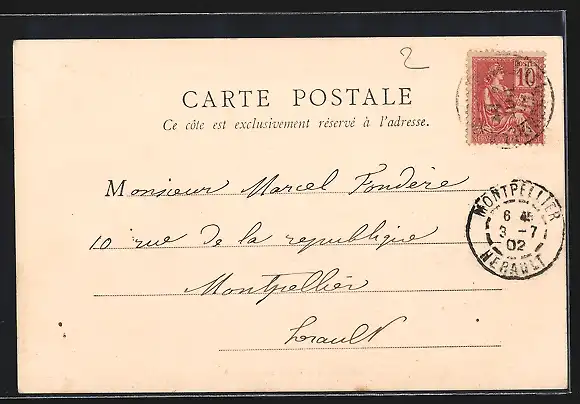 2
CARTE POSTALE
Ce côte est exclusivement réservé à l'adresse.
10
Monsieur Marcel Fondère
10 rue de la republique
Montpellier
herault
MONTPELLIER
6 45
3 - 7
02
HERAULT